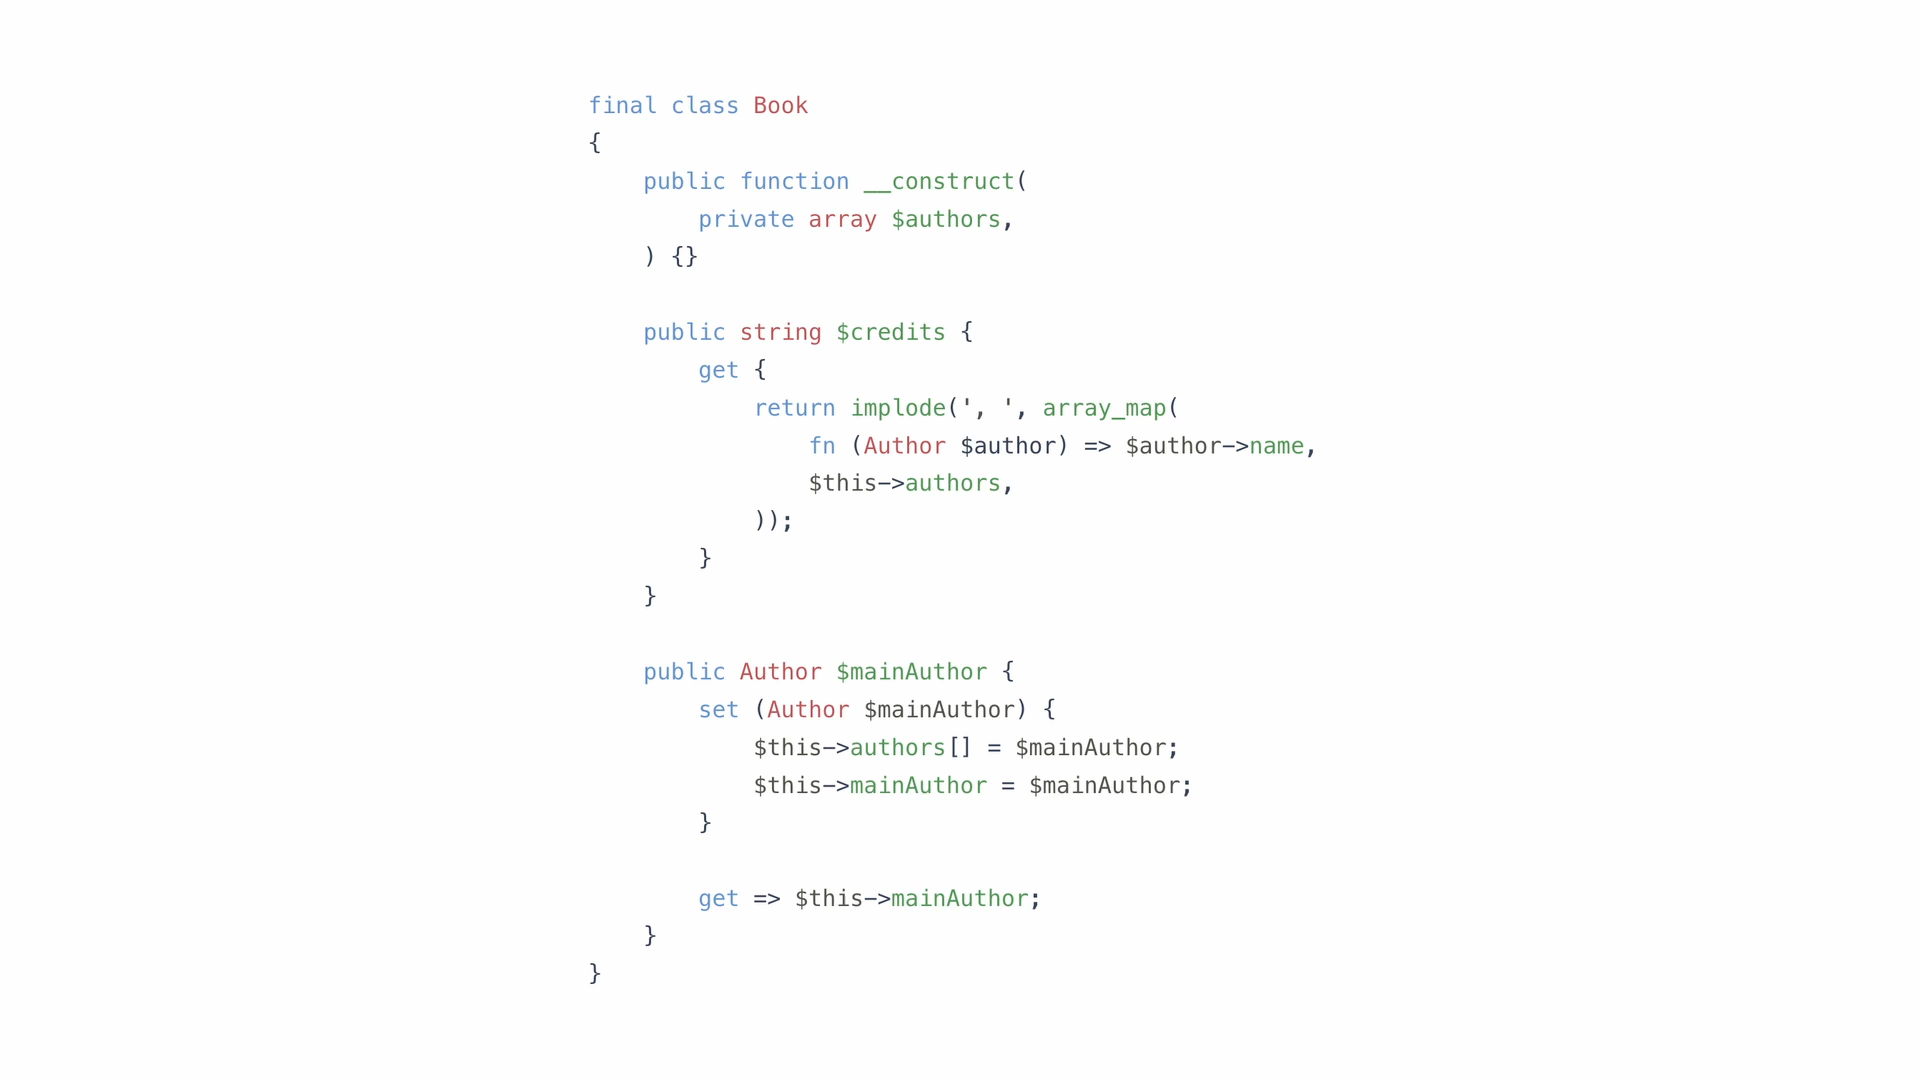 final class Book
{
    public function __construct(
        private array $authors,
    ) {}

    public string $credits {
        get {
            return implode(', ', array_map(
                fn (Author $author) => $author->name,
                $this->authors,
            ));
        }
    }

    public Author $mainAuthor {
        set (Author $mainAuthor) {
            $this->authors[] = $mainAuthor;
            $this->mainAuthor = $mainAuthor;
        }

        get => $this->mainAuthor;
    }
}